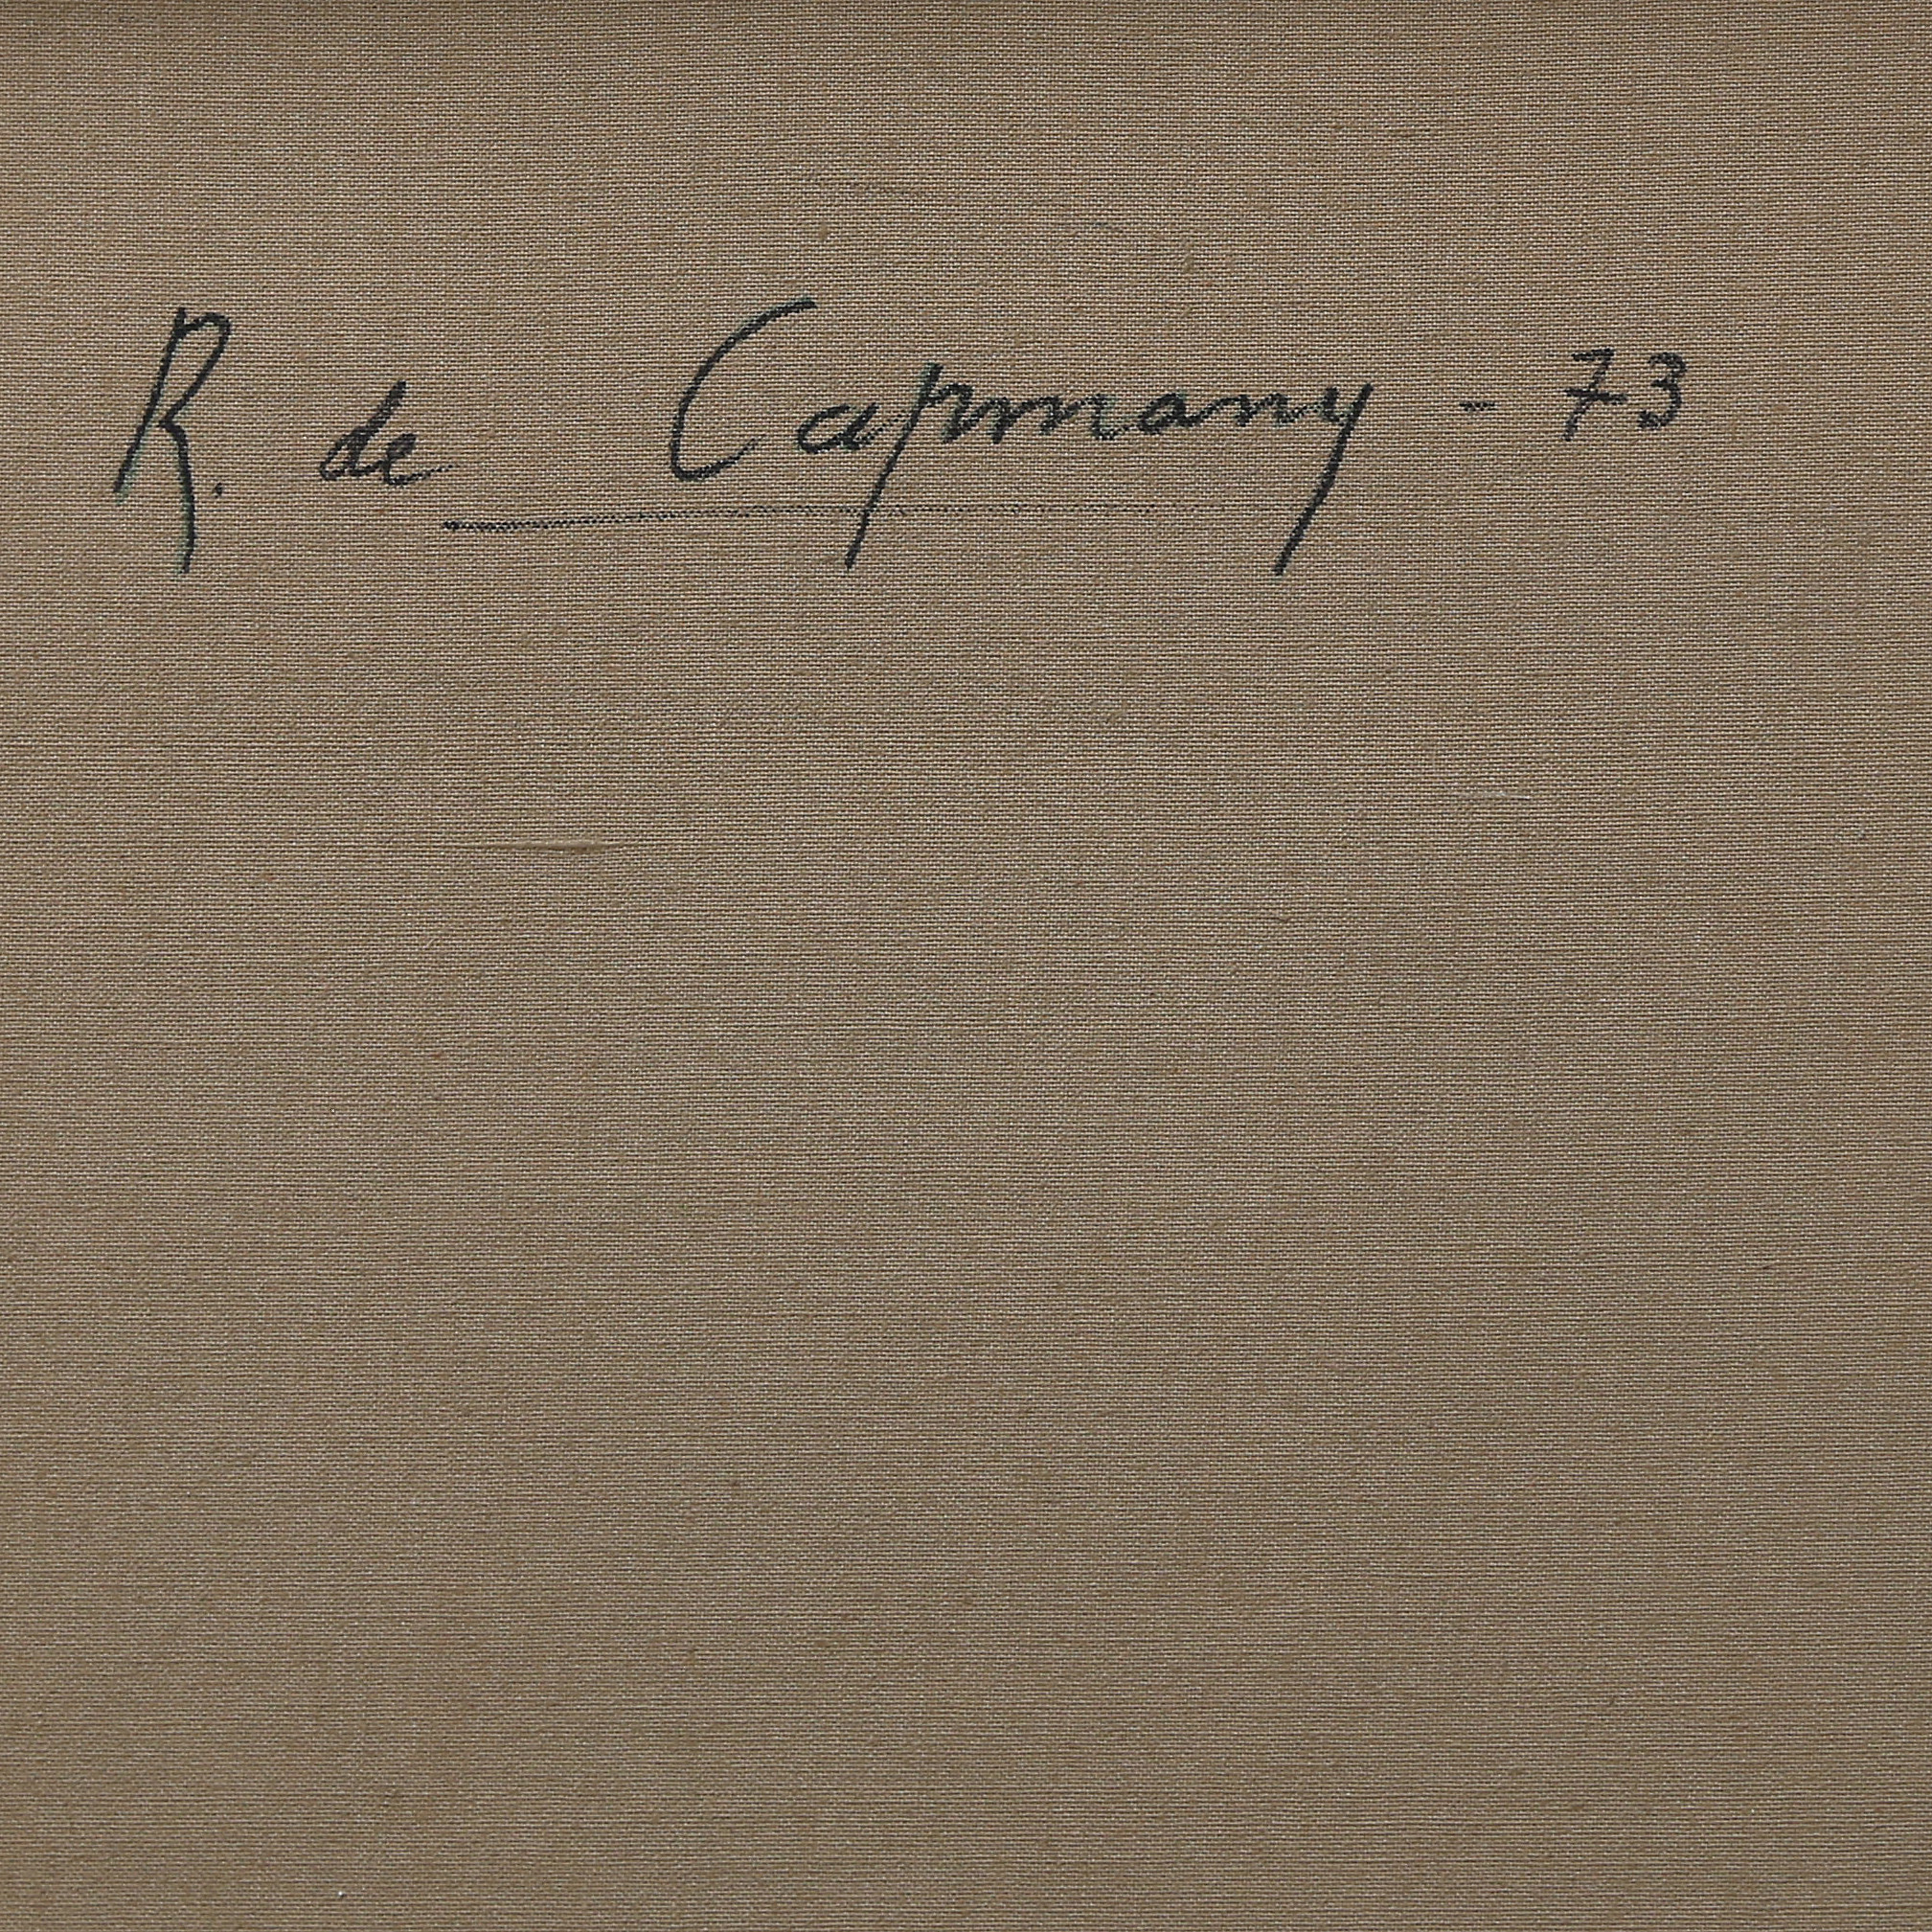 R. de Capmany - 73